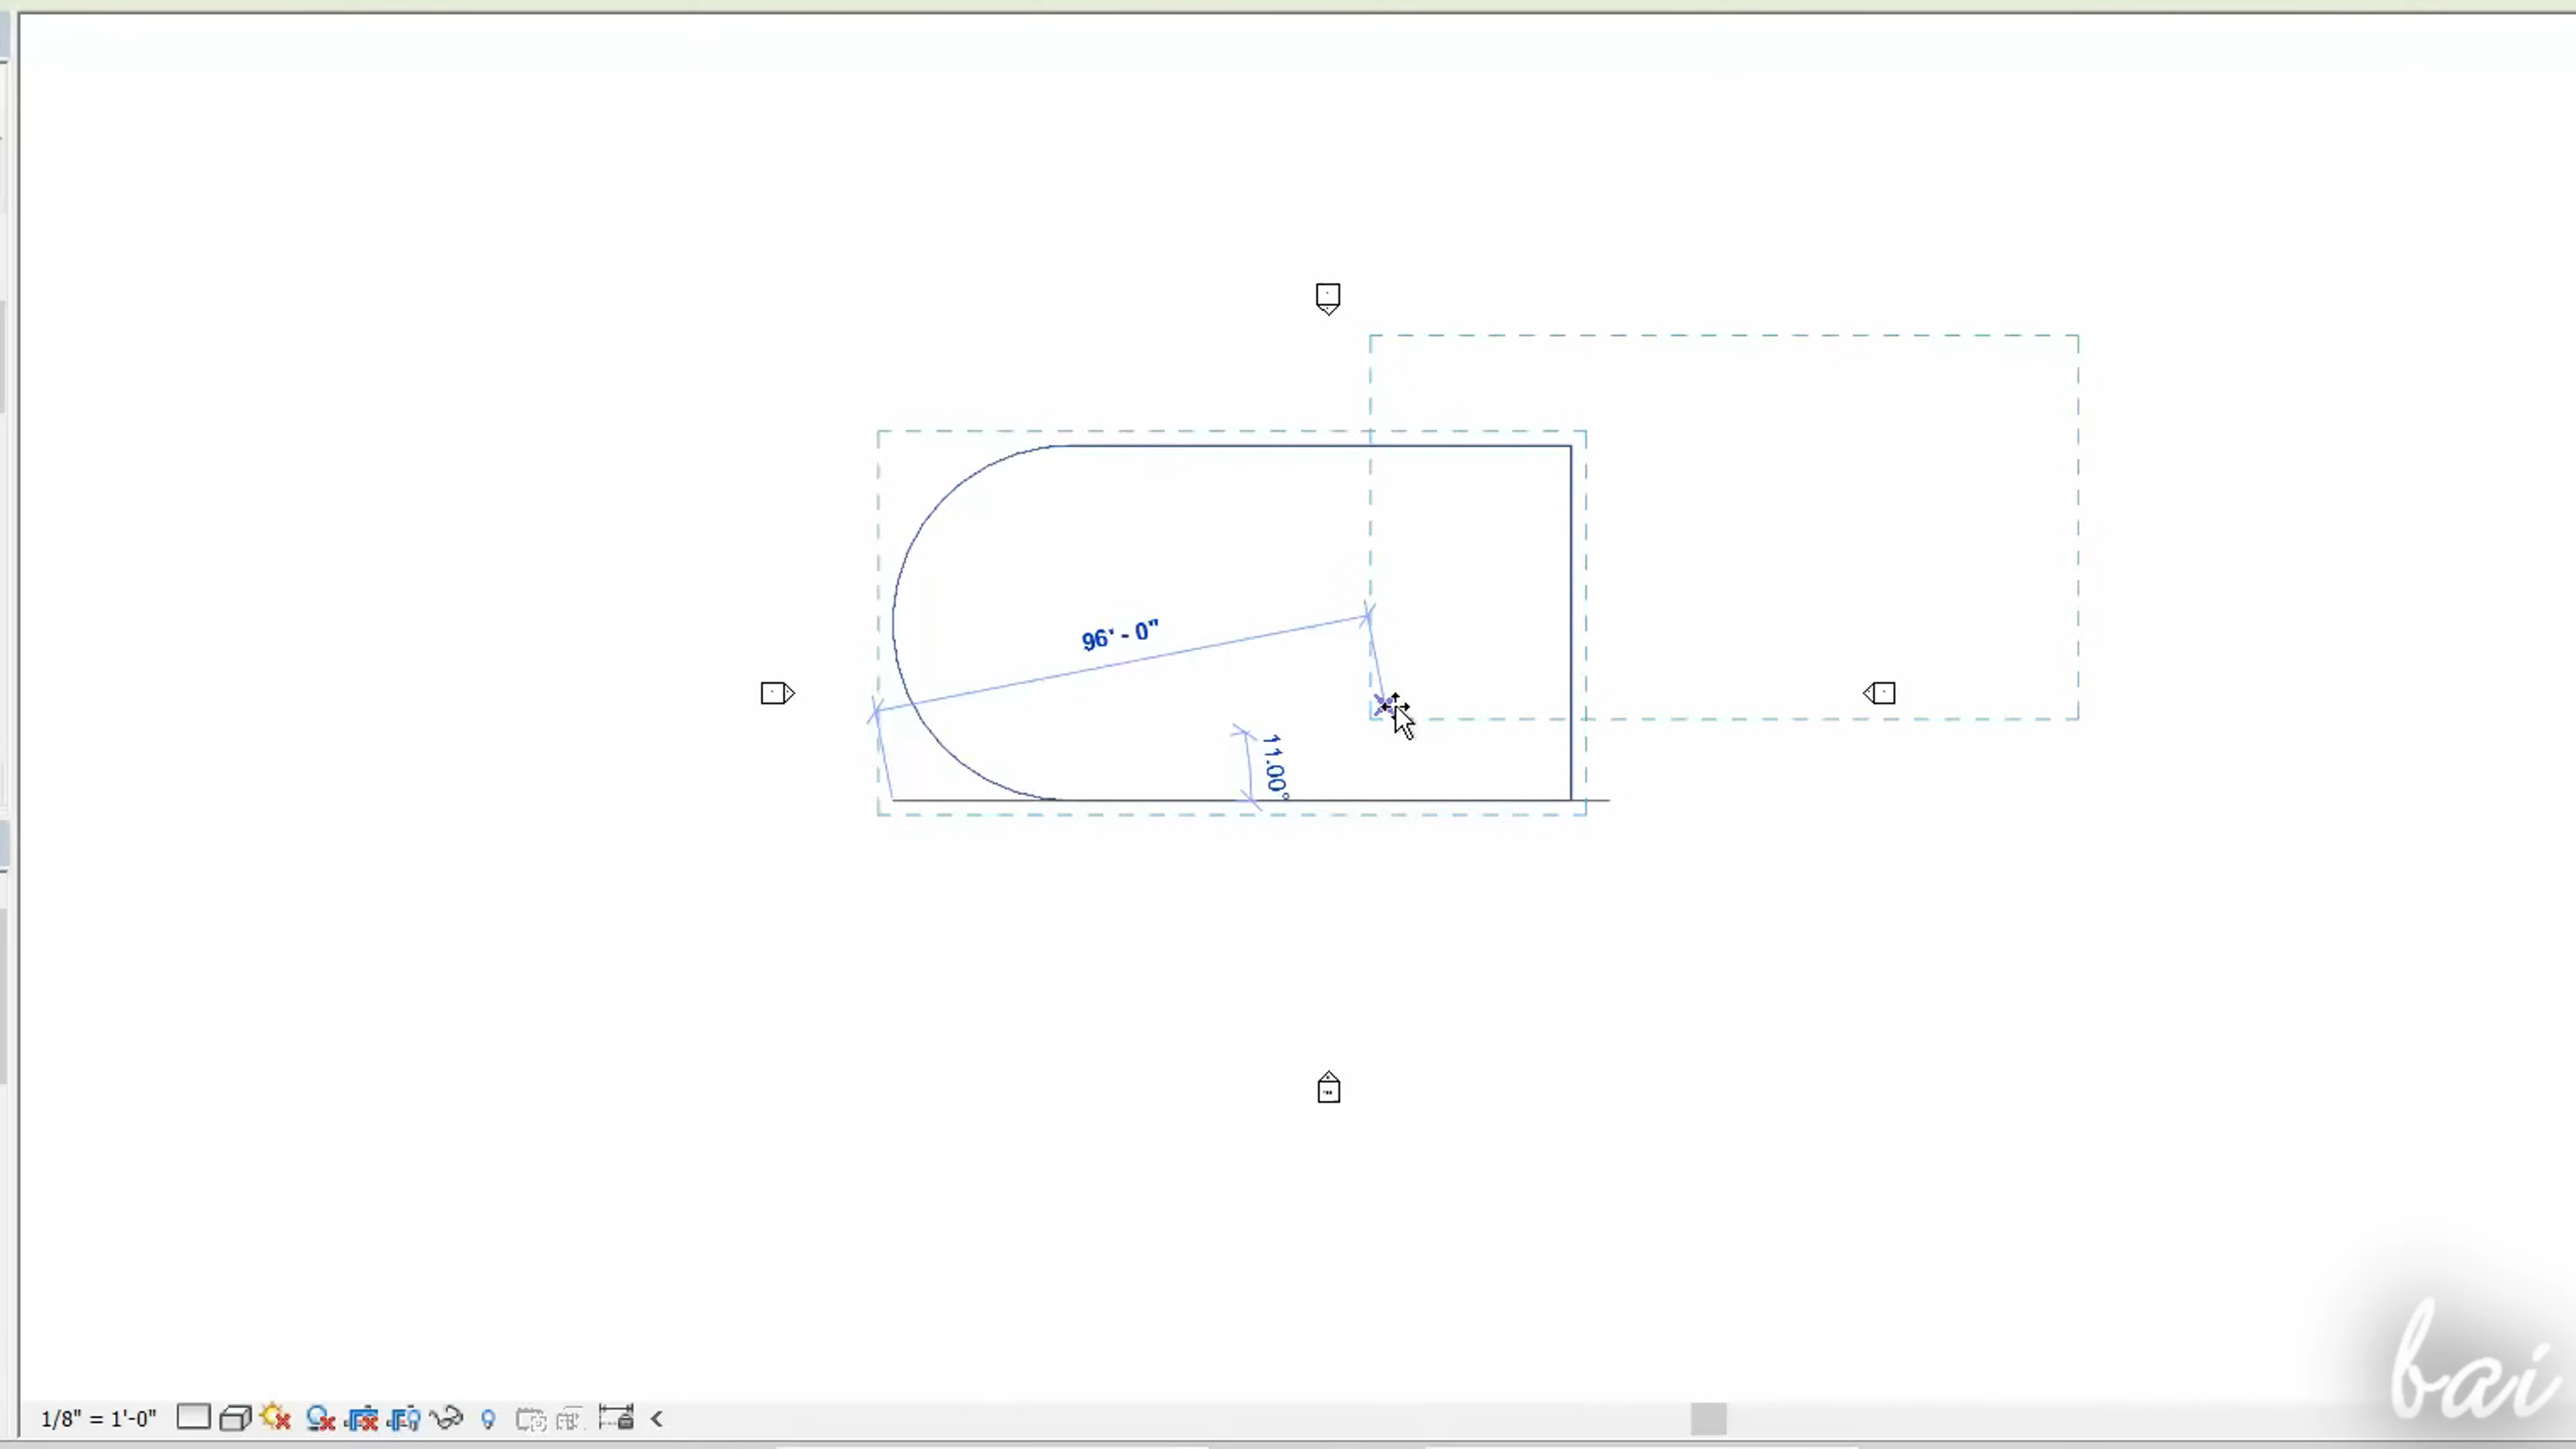 96' - 0"
11.00°
1/8" = 1'-0"
bai